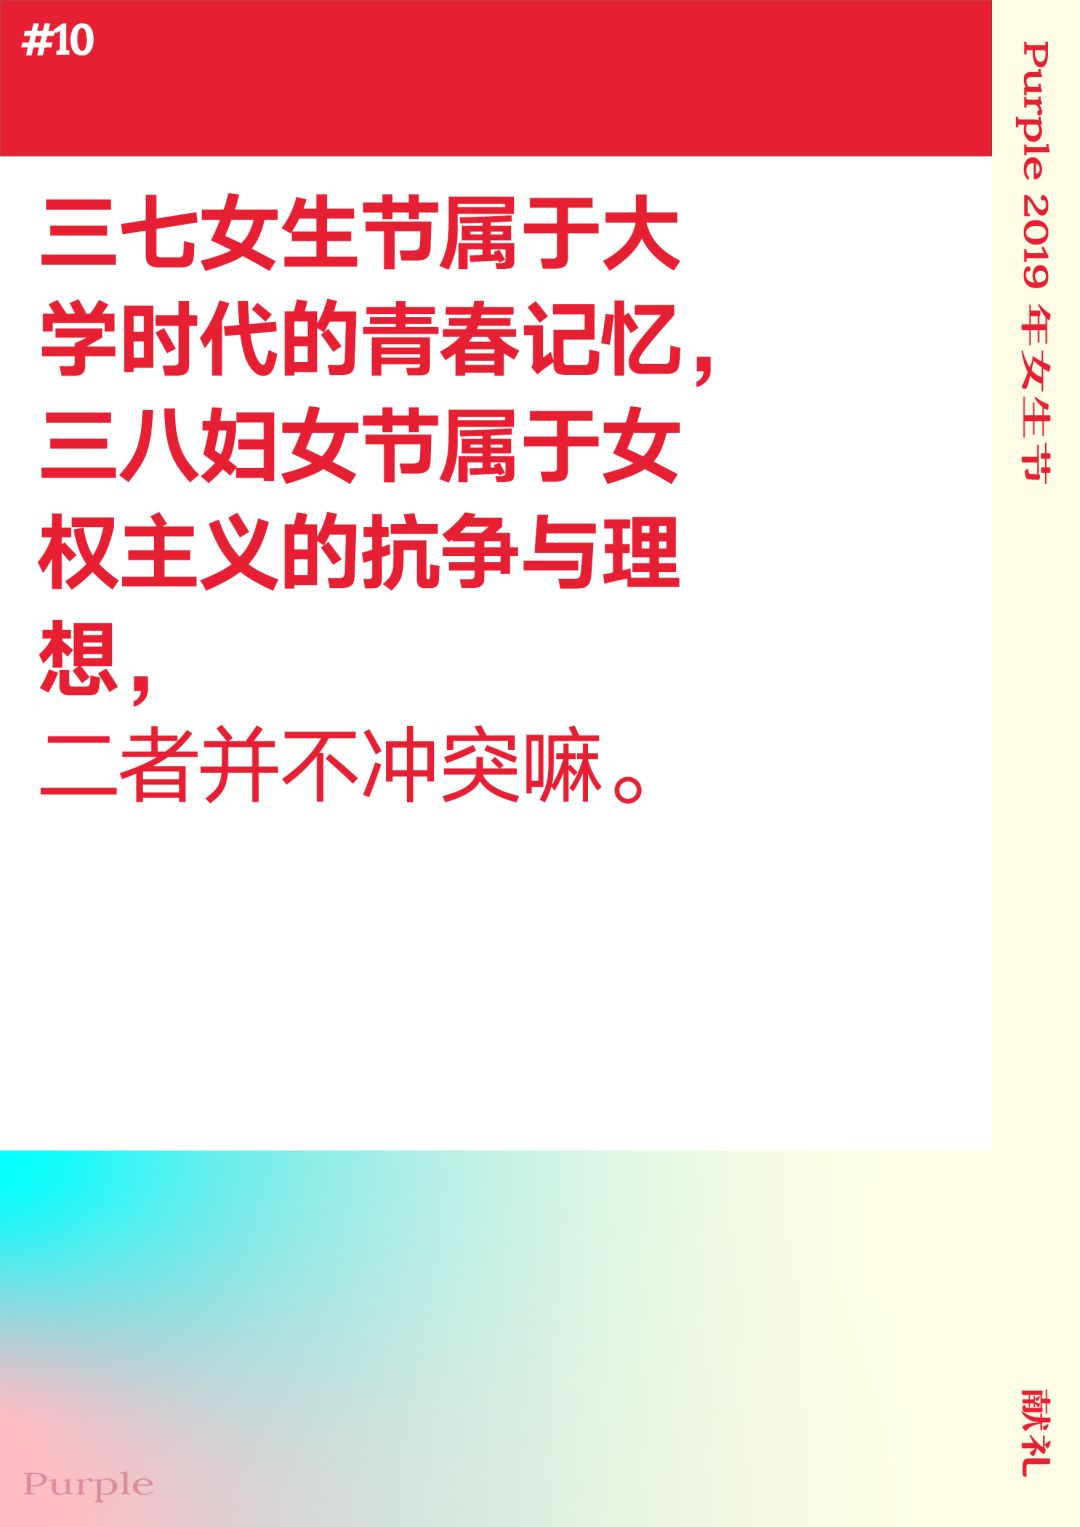 #10
三七女生节属于大
学时代的青春记忆，
三八妇女节属于女
权主义的抗争与理
想，
二者并不冲突嘛。
Purple 2019 年女生节
献礼
Purple